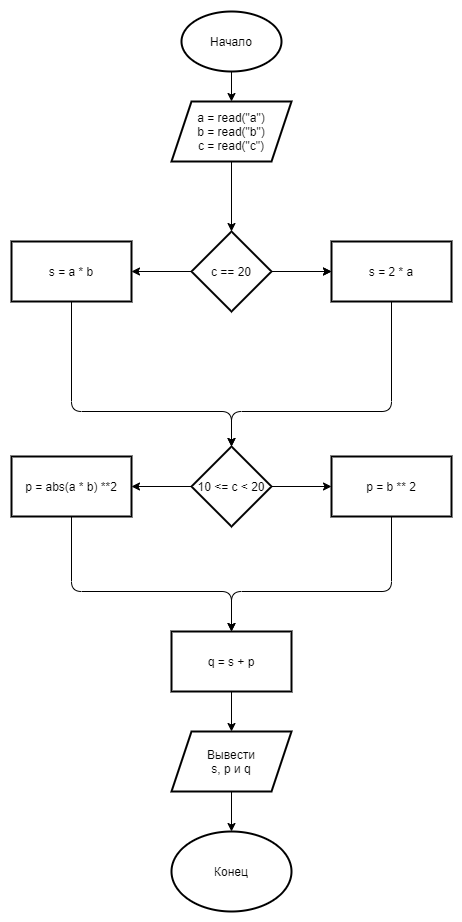 Начало
a = read("a")
b = read("b")
c = read("c")
s = a * b
c == 20
s = 2 * a
p = abs(a * b) **2
10 <= c < 20
p = b ** 2
q = s + p
Вывести
s, p и q
Конец